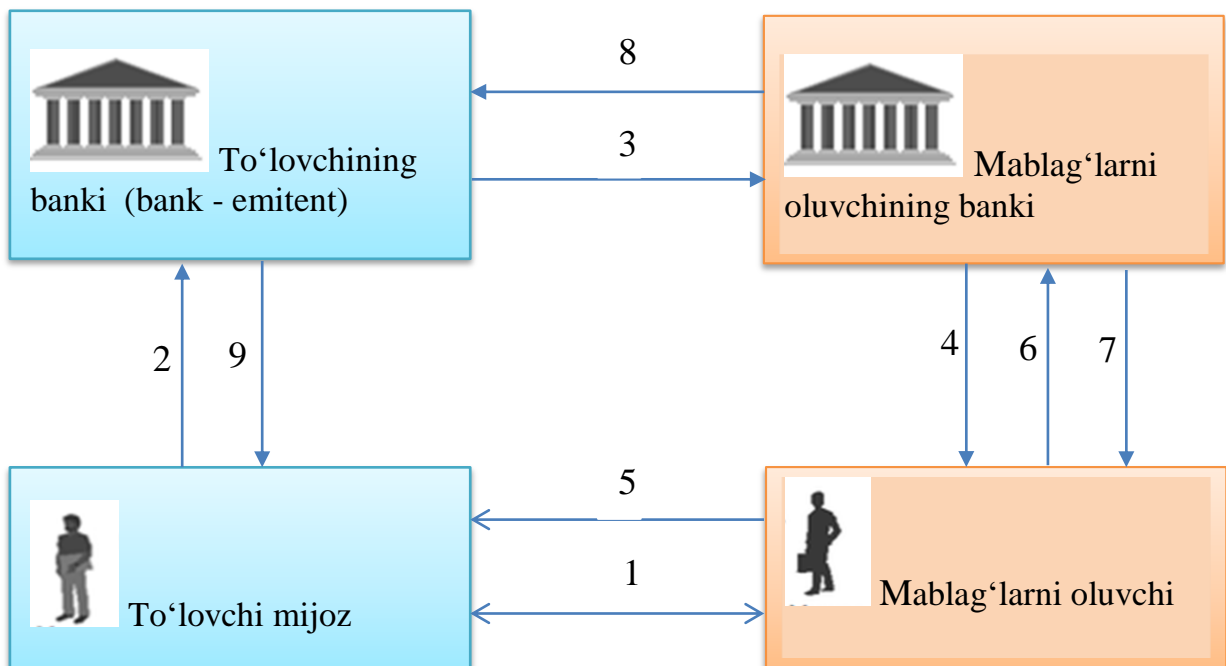 8
To‘lovchining
banki (bank - emitent)
3
Mablag‘larni
oluvchining banki
2
9
4
6
7
5
1
To‘lovchi mijoz
Mablag‘larni oluvchi